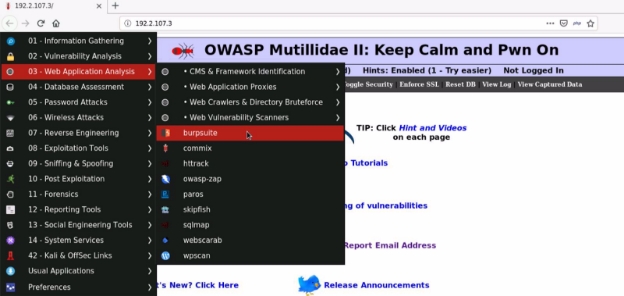 192.2.107.3/
192.2.107.3
01 - Information Gathering
02 - Vulnerability Analysis
03 - Web Application Analysis
04 - Database Assessment
05 - Password Attacks
06 - Wireless Attacks
07 - Reverse Engineering
08 - Exploitation Tools
09 - Sniffing & Spoofing
10 - Post Exploitation
11 - Forensics
12 - Reporting Tools
13 - Social Engineering Tools
14 - System Services
42 - Kali & OffSec Links
Usual Applications
Preferences
• CMS & Framework Identification
• Web Application Proxies
• Web Crawlers & Directory Bruteforce
• Web Vulnerability Scanners
burpsuite
commix
httrack
owasp-zap
paros
skipfish
sqlmap
webscarab
wpscan
OWASP Mutillidae II: Keep Calm and Pwn On
Hints: Enabled (1 - Try easier) Not Logged In
oggle Security | Enforce SSL | Reset DB | View Log | View Captured Data
TIP: Click Hint and Videos
on each page
Tutorials
ng of vulnerabilities
Report Email Address
t's New? Click Here
Release Announcements